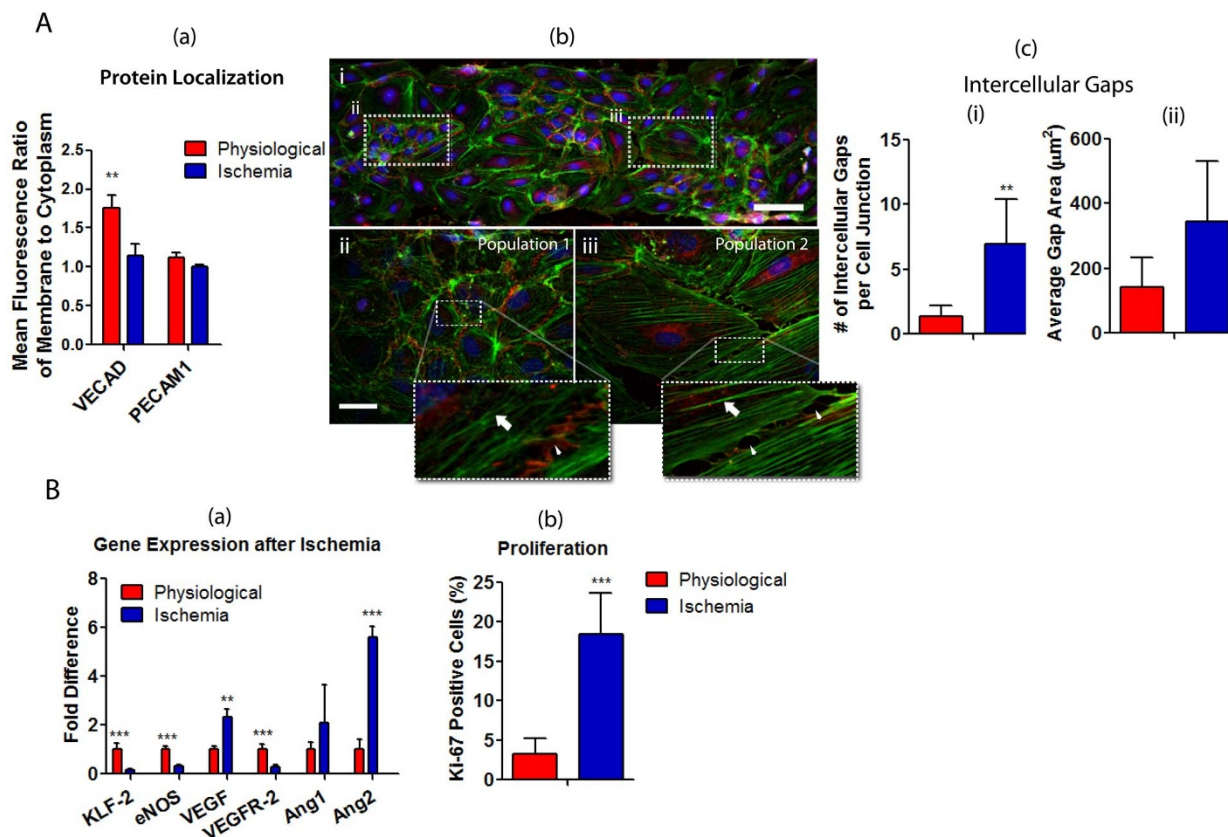 A
(a)
Protein Localization
Mean Fluorescence Ratio
of Membrane to Cytoplasm
2.5
2.0
1.5
1.0
0.5
0.0
Physiological
Ischemia
**
VECAD
PECAM1
(b)
i
ii
iii
ii
Population 1
iii
Population 2
(c)
Intercellular Gaps
(i)
# of Intercellular Gaps
per Cell Junction
15
10
5
0
**
(ii)
Average Gap Area (µm²)
600
400
200
0
B
(a)
Gene Expression after Ischemia
Fold Difference
8
6
4
2
0
Physiological
Ischemia
***
***
**
***
***
KLF-2
eNOS
VEGF
VEGFR-2
Ang1
Ang2
(b)
Proliferation
Ki-67 Positive Cells (%)
25
20
15
10
5
0
***
Physiological
Ischemia